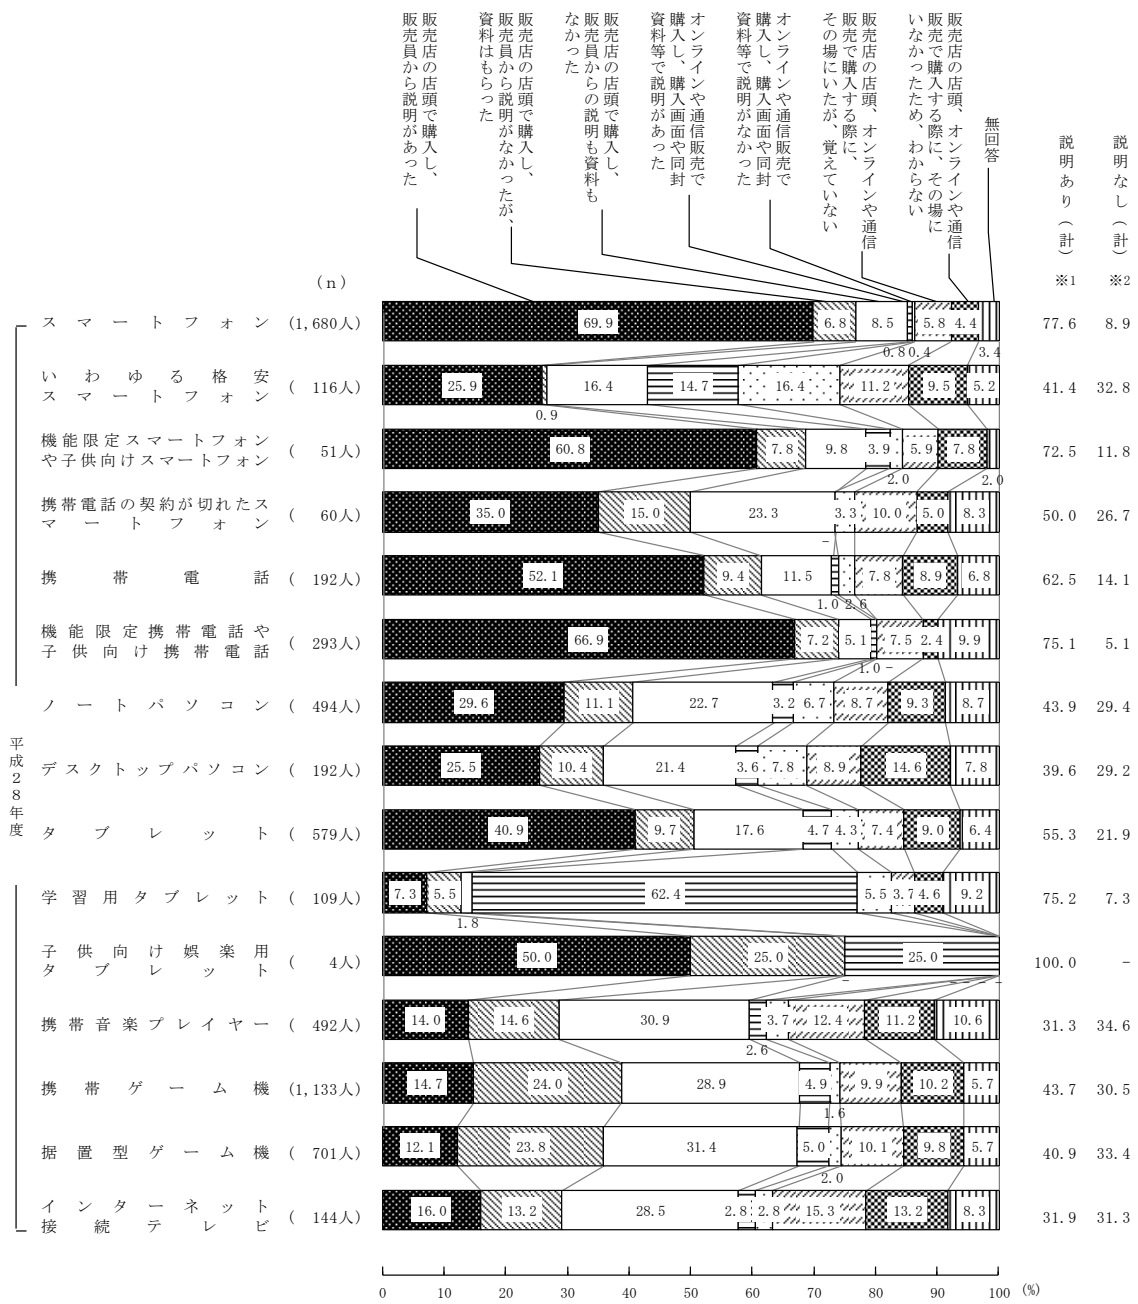 販売店の店頭で購入し、
販売員から説明があった
販売店の店頭で購入し、
販売員から説明がなかったが、
資料はもらった
販売店の店頭で購入し、
販売員からの説明も資料も
なかった
オンラインや通信販売で
購入し、購入画面や同封
資料等で説明があった
オンラインや通信販売で
購入し、購入画面や同封
資料等で説明がなかった
販売店の店頭、オンラインや通信
販売で購入する際に、
その場にいたが、覚えていない
販売店の店頭、オンラインや通信
販売で購入する際に、その場に
いなかったため、わからない
無回答
説明あり(計)
※1
説明なし(計)
※2
(n)
平成28年度
スマートフォン (1,680人) 69.9 6.8 8.5 0.8 0.4 5.8 4.4 3.4 77.6 8.9
いわゆる格安
スマートフォン ( 116人) 25.9 0.9 16.4 14.7 16.4 11.2 9.5 5.2 41.4 32.8
機能限定スマートフォン
や子供向けスマートフォン ( 51人) 60.8 7.8 9.8 3.9 2.0 5.9 7.8 2.0 72.5 11.8
携帯電話の契約が切れたス
マートフォン ( 60人) 35.0 15.0 23.3 − 3.3 10.0 5.0 8.3 50.0 26.7
携帯電話 ( 192人) 52.1 9.4 11.5 1.0 2.6 7.8 8.9 6.8 62.5 14.1
機能限定携帯電話や
子供向け携帯電話 ( 293人) 66.9 7.2 5.1 1.0 − 7.5 2.4 9.9 75.1 5.1
ノートパソコン ( 494人) 29.6 11.1 22.7 3.2 6.7 8.7 9.3 8.7 43.9 29.4
デスクトップパソコン ( 192人) 25.5 10.4 21.4 3.6 7.8 8.9 14.6 7.8 39.6 29.2
タブレット ( 579人) 40.9 9.7 17.6 4.7 4.3 7.4 9.0 6.4 55.3 21.9
学習用タブレット ( 109人) 7.3 5.5 1.8 62.4 5.5 3.7 4.6 9.2 75.2 7.3
子供向け娯楽用
タブレット ( 4人) 50.0 25.0 − 25.0 − − − − 100.0 −
携帯音楽プレイヤー ( 492人) 14.0 14.6 30.9 2.6 3.7 12.4 11.2 10.6 31.3 34.6
携帯ゲーム機 (1,133人) 14.7 24.0 28.9 4.9 1.6 9.9 10.2 5.7 43.7 30.5
据置型ゲーム機 ( 701人) 12.1 23.8 31.4 5.0 2.0 10.1 9.8 5.7 40.9 33.4
インターネット
接続テレビ ( 144人) 16.0 13.2 28.5 2.8 2.8 15.3 13.2 8.3 31.9 31.3
0 10 20 30 40 50 60 70 80 90 100 (%)